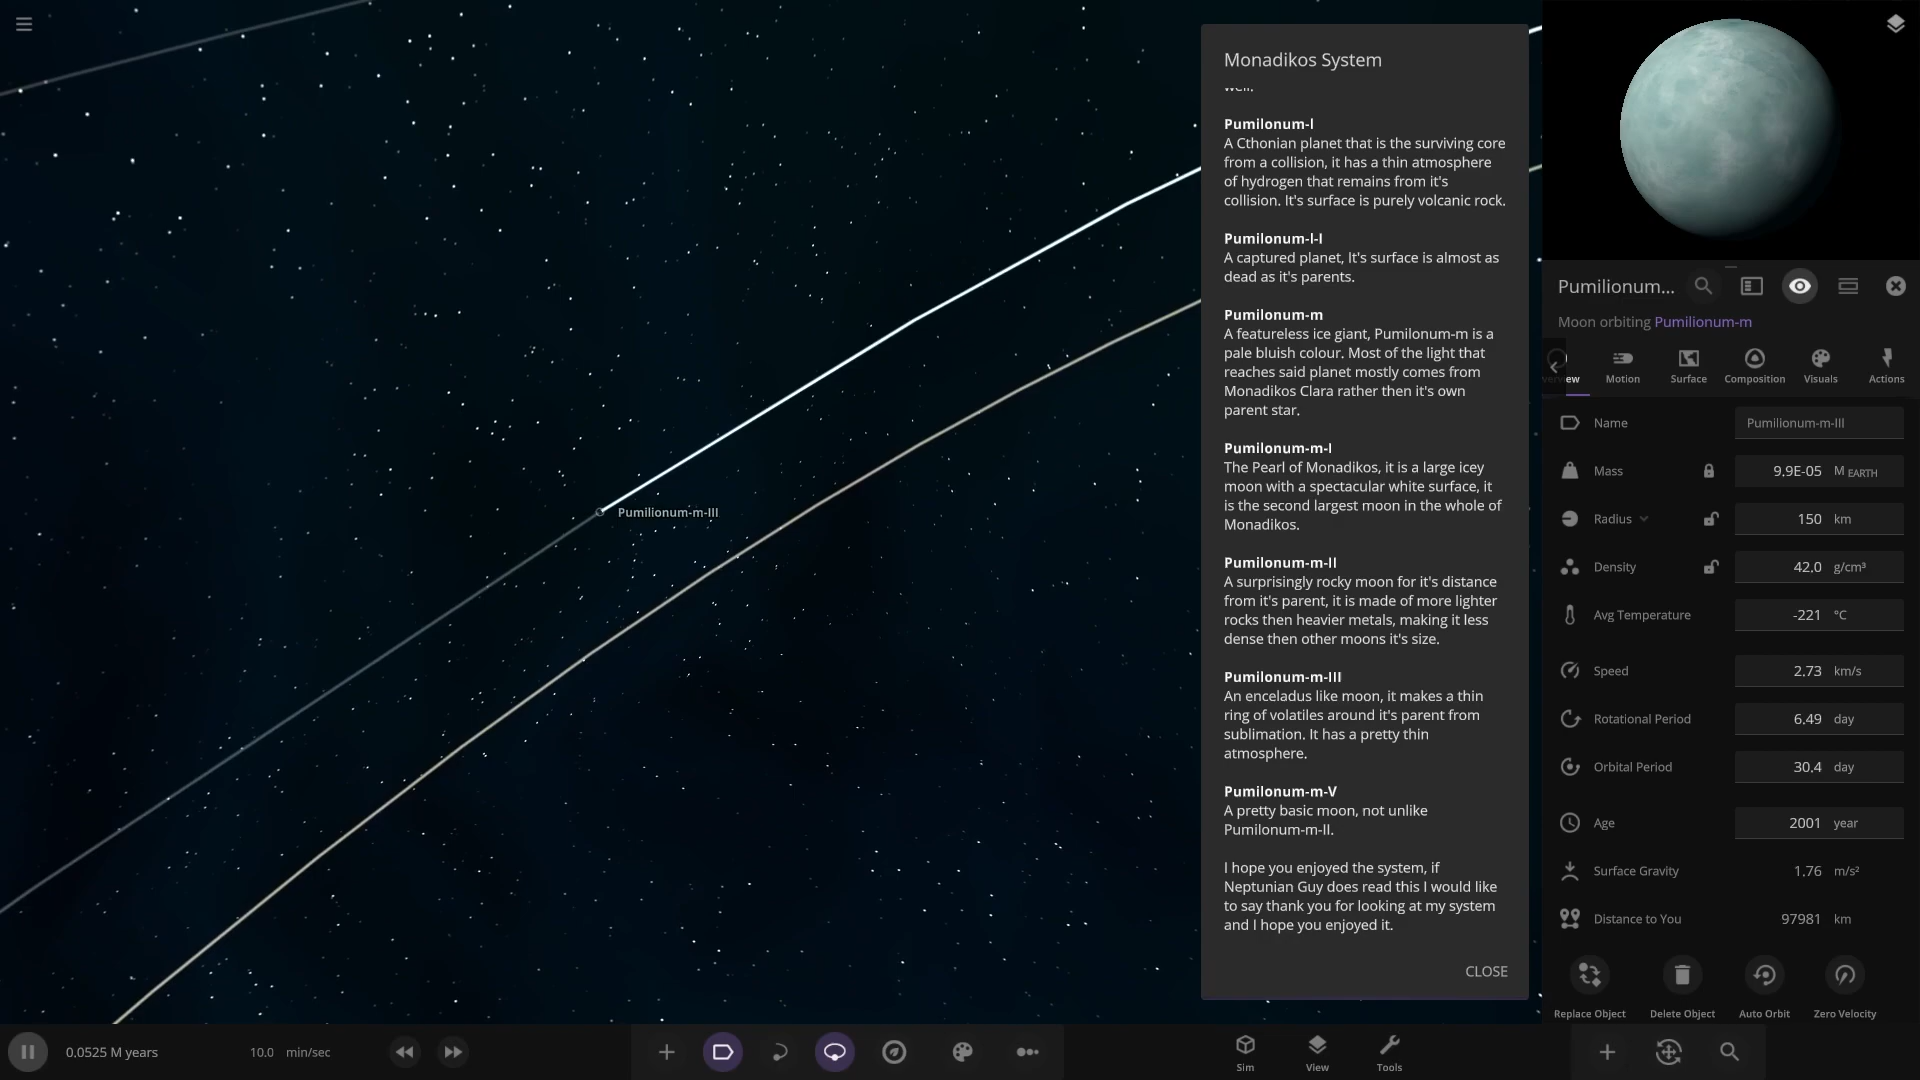 Monadikos System
well.
Pumilonum-l
A Cthonian planet that is the surviving core
from a collision, it has a thin atmosphere
of hydrogen that remains from it's
collision. It's surface is purely volcanic rock.
Pumilonum-l-I
A captured planet, It's surface is almost as
dead as it's parents.
Pumilonum-m
A featureless ice giant, Pumilonum-m is a
pale bluish colour. Most of the light that
reaches said planet mostly comes from
Monadikos Clara rather then it's own
parent star.
Pumilonum-m-I
The Pearl of Monadikos, it is a large icey
moon with a spectacular white surface, it
is the second largest moon in the whole of
Monadikos.
Pumilonum-m-II
A surprisingly rocky moon for it's distance
from it's parent, it is made of more lighter
rocks then heavier metals, making it less
dense then other moons it's size.
Pumilonum-m-III
An enceladus like moon, it makes a thin
ring of volatiles around it's parent from
sublimation. It has a pretty thin
atmosphere.
Pumilonum-m-V
A pretty basic moon, not unlike
Pumilonum-m-II.
I hope you enjoyed the system, if
Neptunian Guy does read this I would like
to say thank you for looking at my system
and I hope you enjoyed it.
CLOSE
Pumilionum-m-III
Pumilionum...
Moon orbiting Pumilionum-m
Motion
Surface
Composition
Visuals
Actions
Name Pumilionum-m-III
Mass 9,9E-05 M EARTH
Radius 150 km
Density 42,0 g/cm³
Avg Temperature -221 °C
Speed 2,73 km/s
Rotational Period 6,49 day
Orbital Period 30,4 day
Age 2001 year
Surface Gravity 1,76 m/s²
Distance to You 97981 km
Replace Object
Delete Object
Auto Orbit
Zero Velocity
0.0525 M years
10.0 min/sec
Sim
View
Tools